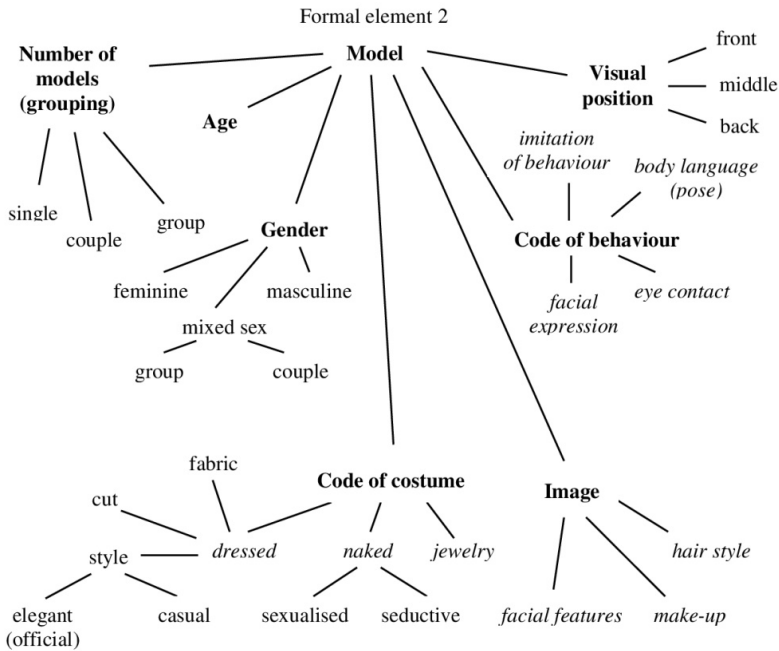 Formal element 2
Model
Number of
models
(grouping)
single
couple
group
Age
Gender
feminine
masculine
mixed sex
group
couple
Visual
position
front
middle
back
imitation
of behaviour
body language
(pose)
Code of behaviour
facial
expression
eye contact
Code of costume
fabric
cut
style
dressed
naked
jewelry
elegant
(official)
casual
sexualised
seductive
Image
hair style
facial features
make-up